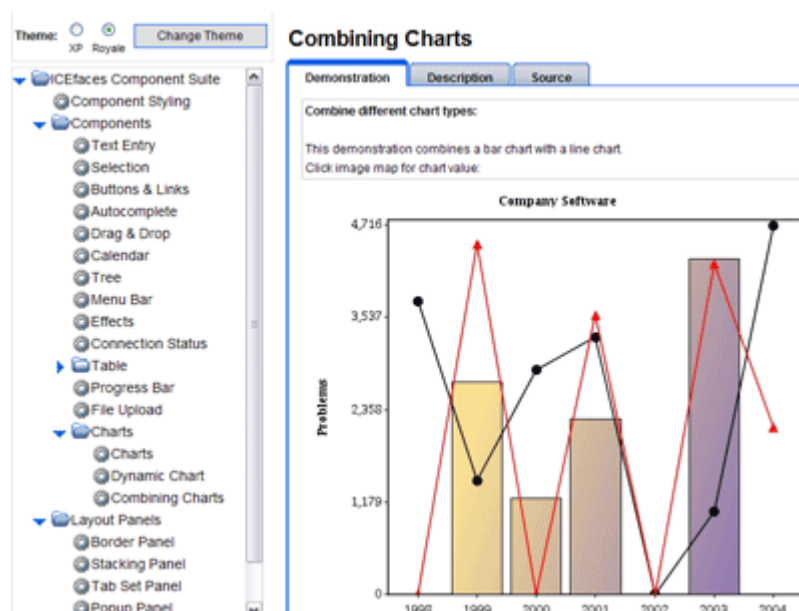 Theme:
XP Royale
Change Theme
ICEfaces Component Suite
Component Styling
Components
Text Entry
Selection
Buttons & Links
Autocomplete
Drag & Drop
Calendar
Tree
Menu Bar
Effects
Connection Status
Table
Progress Bar
File Upload
Charts
Charts
Dynamic Chart
Combining Charts
Layout Panels
Border Panel
Stacking Panel
Tab Set Panel
Popup Panel
Combining Charts
Demonstration Description Source
Combine different chart types:
This demonstration combines a bar chart with a line chart.
Click image map for chart value:
Company Software
Problems
4,716
3,537
2,358
1,179
0
1998 1999 2000 2001 2002 2003 2004